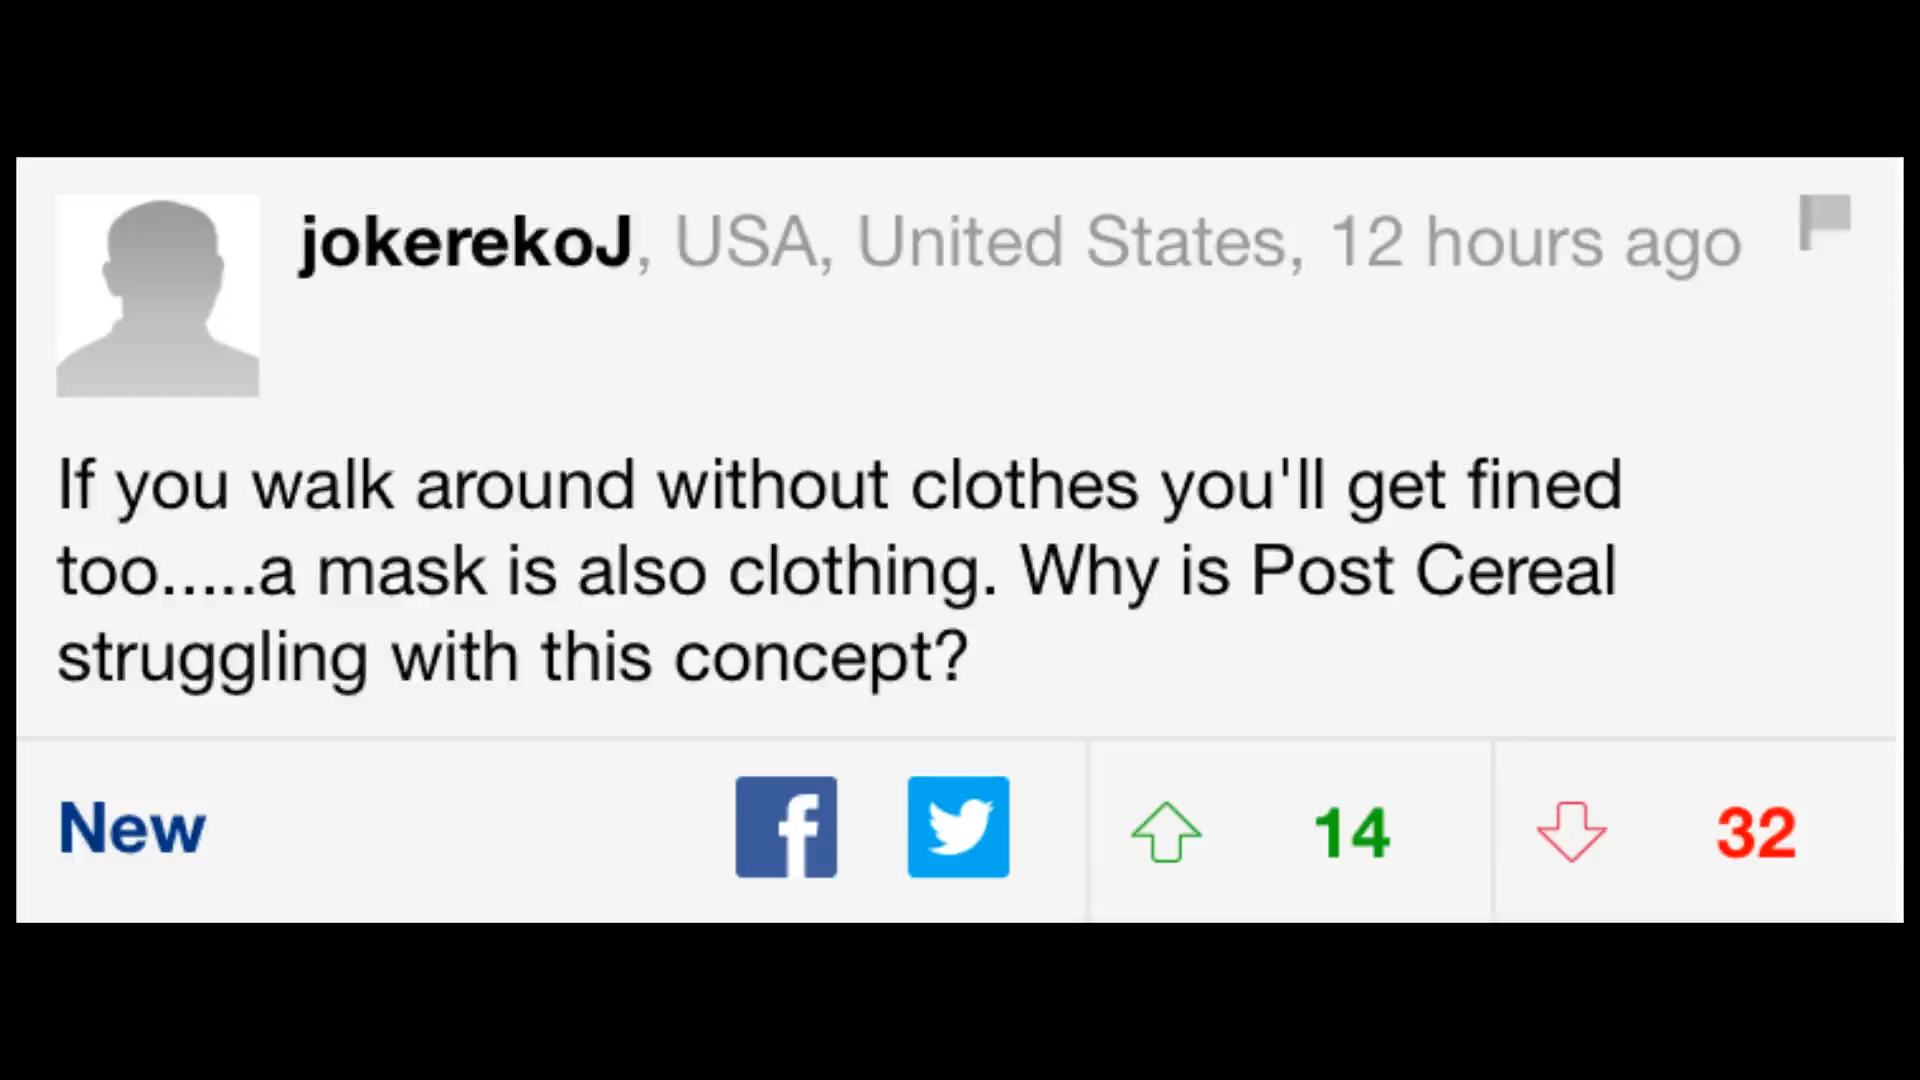 jokerekoJ, USA, United States, 12 hours ago
If you walk around without clothes you'll get fined
too.....a mask is also clothing. Why is Post Cereal
struggling with this concept?
New 14 32